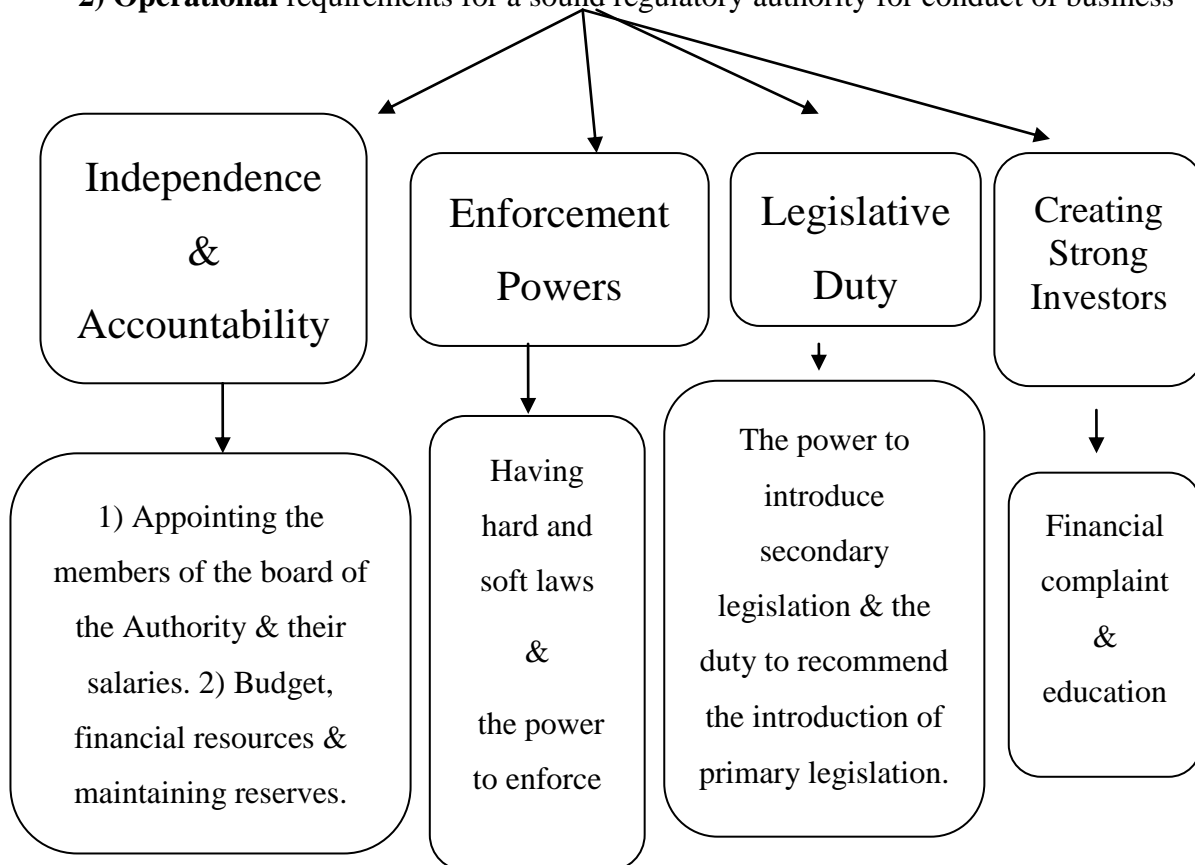 2) Operational requirements for a sound regulatory authority for conduct of business
Independence
&
Accountability
Enforcement
Powers
Legislative
Duty
Creating
Strong
Investors
1) Appointing the
members of the board of
the Authority & their
salaries. 2) Budget,
financial resources &
maintaining reserves.
Having
hard and
soft laws
&
the power
to enforce
The power to
introduce
secondary
legislation & the
duty to recommend
the introduction of
primary legislation.
Financial
complaint
&
education